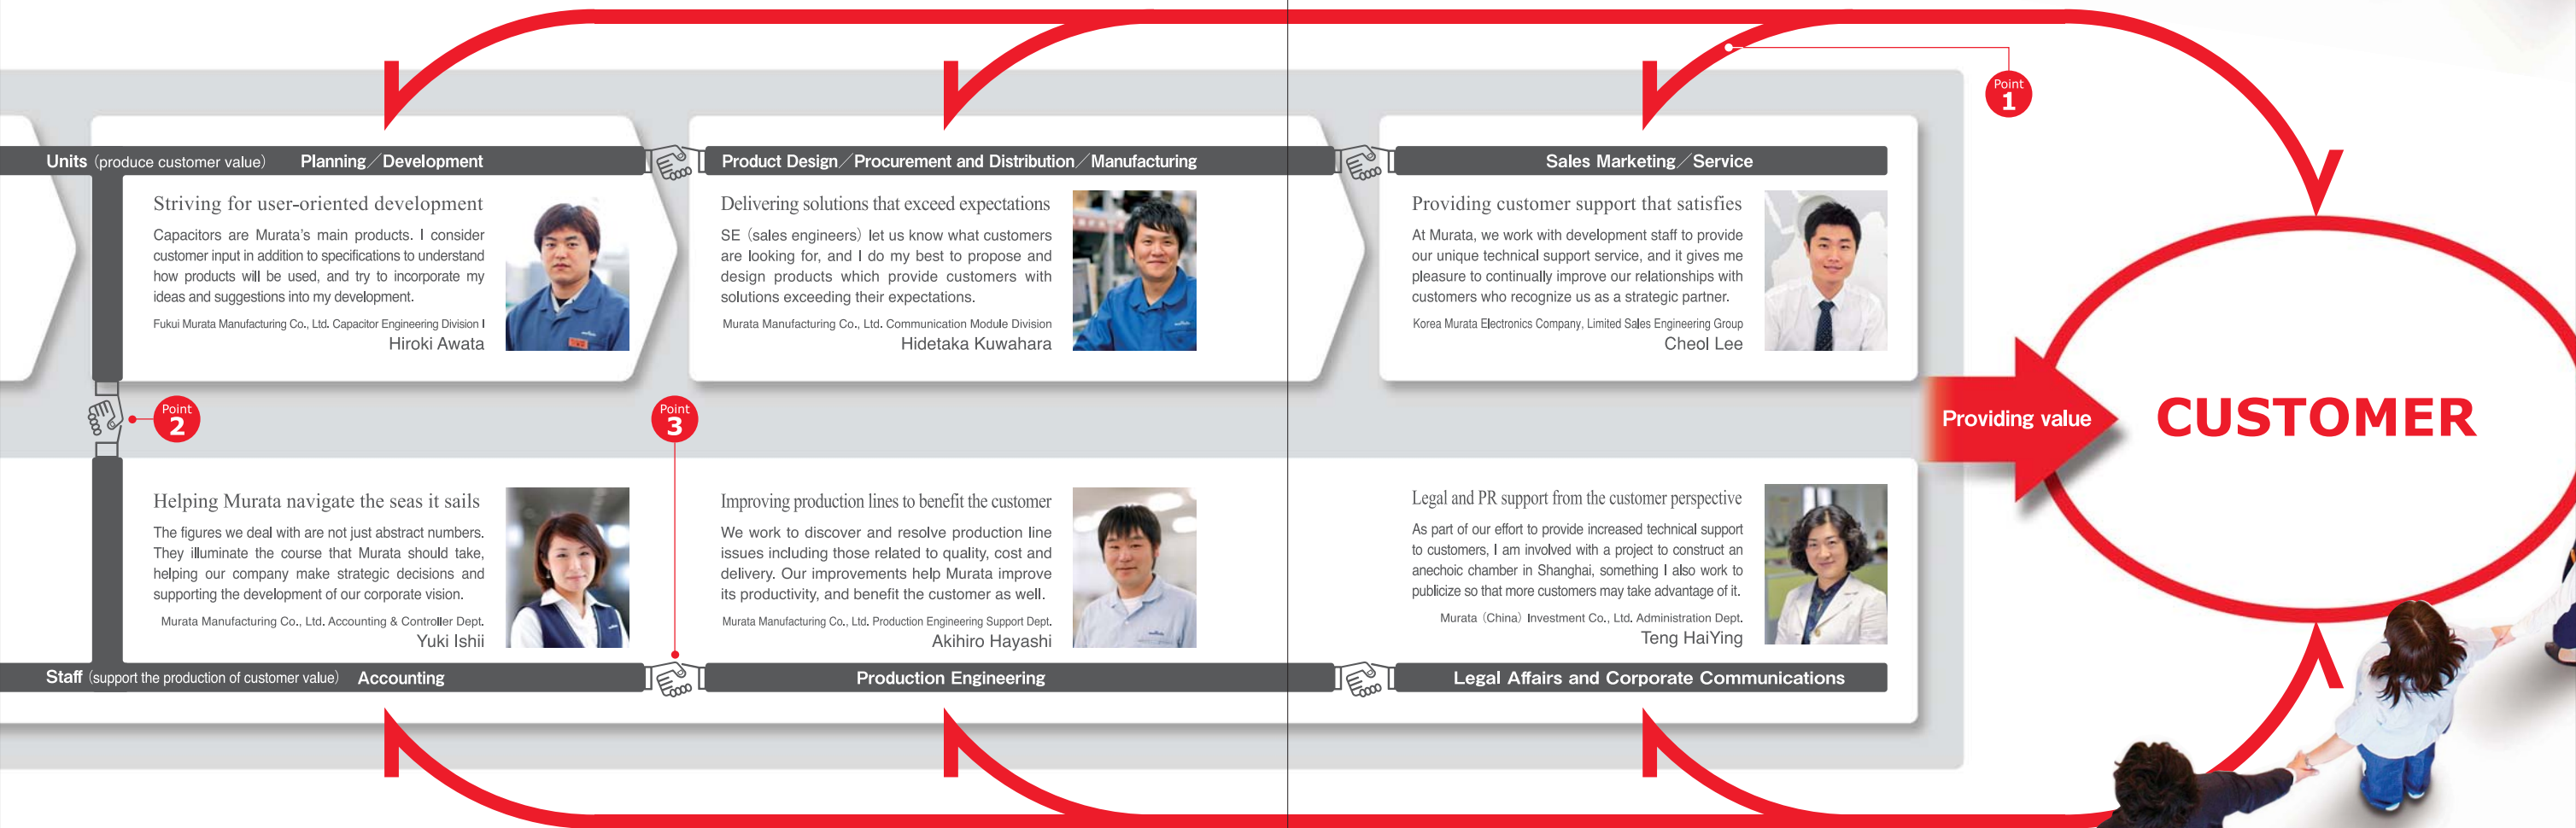 Point
1
Units (produce customer value) Planning／Development
Product Design／Procurement and Distribution／Manufacturing
Sales Marketing／Service
Striving for user-oriented development
Capacitors are Murata's main products. I consider
customer input in addition to specifications to understand
how products will be used, and try to incorporate my
ideas and suggestions into my development.
Fukui Murata Manufacturing Co., Ltd. Capacitor Engineering Division I
Hiroki Awata
Delivering solutions that exceed expectations
SE (sales engineers) let us know what customers
are looking for, and I do my best to propose and
design products which provide customers with
solutions exceeding their expectations.
Murata Manufacturing Co., Ltd. Communication Module Division
Hidetaka Kuwahara
Providing customer support that satisfies
At Murata, we work with development staff to provide
our unique technical support service, and it gives me
pleasure to continually improve our relationships with
customers who recognize us as a strategic partner.
Korea Murata Electronics Company, Limited Sales Engineering Group
Cheol Lee
Point
2
Point
3
Providing value
CUSTOMER
Helping Murata navigate the seas it sails
The figures we deal with are not just abstract numbers.
They illuminate the course that Murata should take,
helping our company make strategic decisions and
supporting the development of our corporate vision.
Murata Manufacturing Co., Ltd. Accounting & Controller Dept.
Yuki Ishii
Improving production lines to benefit the customer
We work to discover and resolve production line
issues including those related to quality, cost and
delivery. Our improvements help Murata improve
its productivity, and benefit the customer as well.
Murata Manufacturing Co., Ltd. Production Engineering Support Dept.
Akihiro Hayashi
Legal and PR support from the customer perspective
As part of our effort to provide increased technical support
to customers, I am involved with a project to construct an
anechoic chamber in Shanghai, something I also work to
publicize so that more customers may take advantage of it.
Murata (China) Investment Co., Ltd. Administration Dept.
Teng HaiYing
Staff (support the production of customer value) Accounting
Production Engineering
Legal Affairs and Corporate Communications